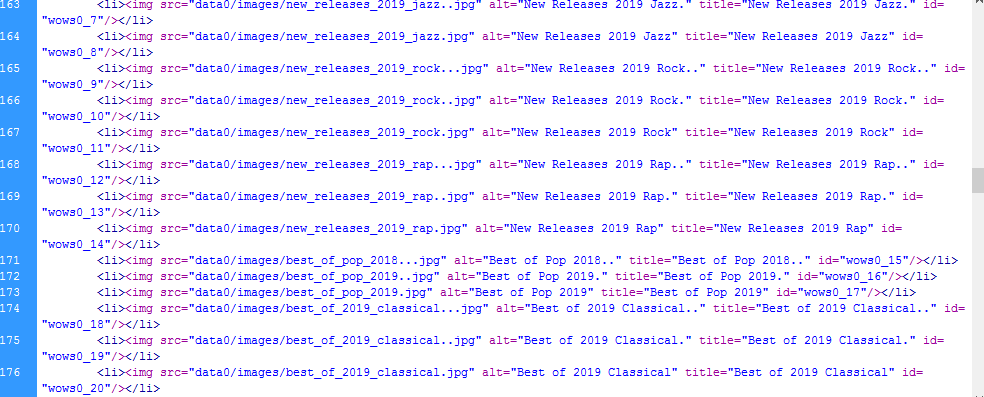 163 <li><img src="data0/images/new_releases_2019_jazz..jpg" alt="New Releases 2019 Jazz." title="New Releases 2019 Jazz." id=
"wows0_7"/></li>
164 <li><img src="data0/images/new_releases_2019_jazz.jpg" alt="New Releases 2019 Jazz" title="New Releases 2019 Jazz" id=
"wows0_8"/></li>
165 <li><img src="data0/images/new_releases_2019_rock...jpg" alt="New Releases 2019 Rock.." title="New Releases 2019 Rock.." id=
"wows0_9"/></li>
166 <li><img src="data0/images/new_releases_2019_rock..jpg" alt="New Releases 2019 Rock." title="New Releases 2019 Rock." id=
"wows0_10"/></li>
167 <li><img src="data0/images/new_releases_2019_rock.jpg" alt="New Releases 2019 Rock" title="New Releases 2019 Rock" id=
"wows0_11"/></li>
168 <li><img src="data0/images/new_releases_2019_rap...jpg" alt="New Releases 2019 Rap.." title="New Releases 2019 Rap.." id=
"wows0_12"/></li>
169 <li><img src="data0/images/new_releases_2019_rap..jpg" alt="New Releases 2019 Rap." title="New Releases 2019 Rap." id=
"wows0_13"/></li>
170 <li><img src="data0/images/new_releases_2019_rap.jpg" alt="New Releases 2019 Rap" title="New Releases 2019 Rap" id=
"wows0_14"/></li>
171 <li><img src="data0/images/best_of_pop_2018...jpg" alt="Best of Pop 2018.." title="Best of Pop 2018.." id="wows0_15"/></li>
172 <li><img src="data0/images/best_of_pop_2019..jpg" alt="Best of Pop 2019." title="Best of Pop 2019." id="wows0_16"/></li>
173 <li><img src="data0/images/best_of_pop_2019.jpg" alt="Best of Pop 2019" title="Best of Pop 2019" id="wows0_17"/></li>
174 <li><img src="data0/images/best_of_2019_classical...jpg" alt="Best of 2019 Classical.." title="Best of 2019 Classical.." id=
"wows0_18"/></li>
175 <li><img src="data0/images/best_of_2019_classical..jpg" alt="Best of 2019 Classical." title="Best of 2019 Classical." id=
"wows0_19"/></li>
176 <li><img src="data0/images/best_of_2019_classical.jpg" alt="Best of 2019 Classical" title="Best of 2019 Classical" id=
"wows0_20"/></li>